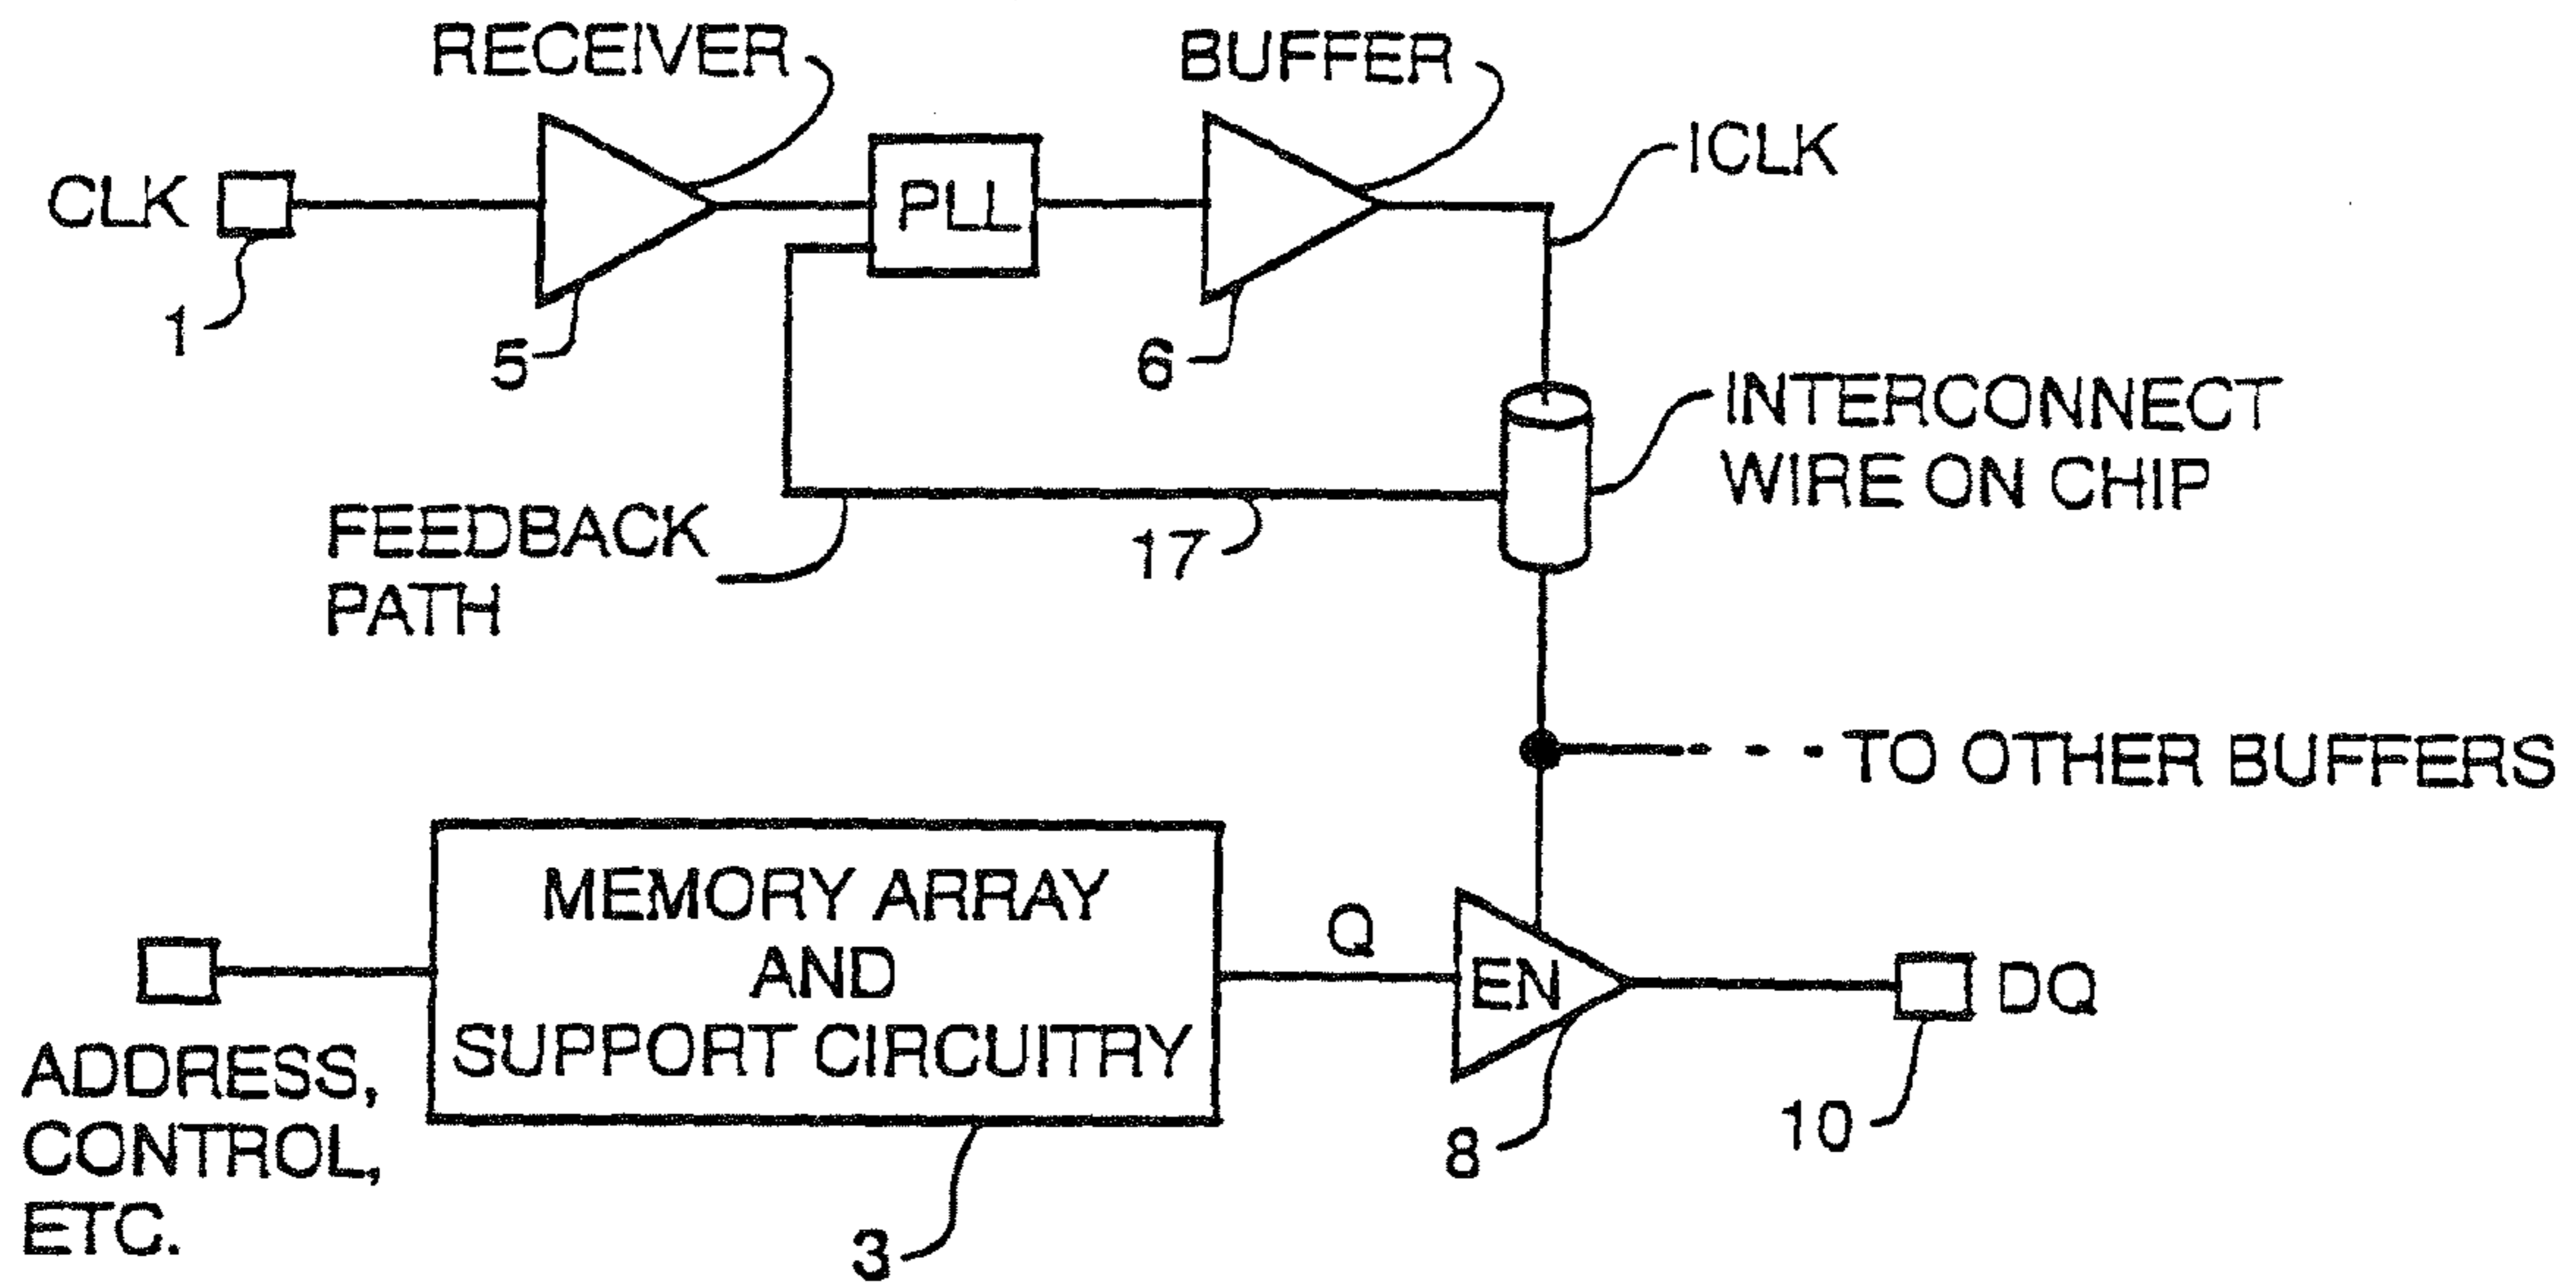 RECEIVER
BUFFER
ICLK
CLK
PLL
1
5
6
INTERCONNECT
WIRE ON CHIP
FEEDBACK
PATH
17
TO OTHER BUFFERS
MEMORY ARRAY
AND
SUPPORT CIRCUITRY
Q
EN
DQ
ADDRESS,
CONTROL,
ETC.
3
8
10